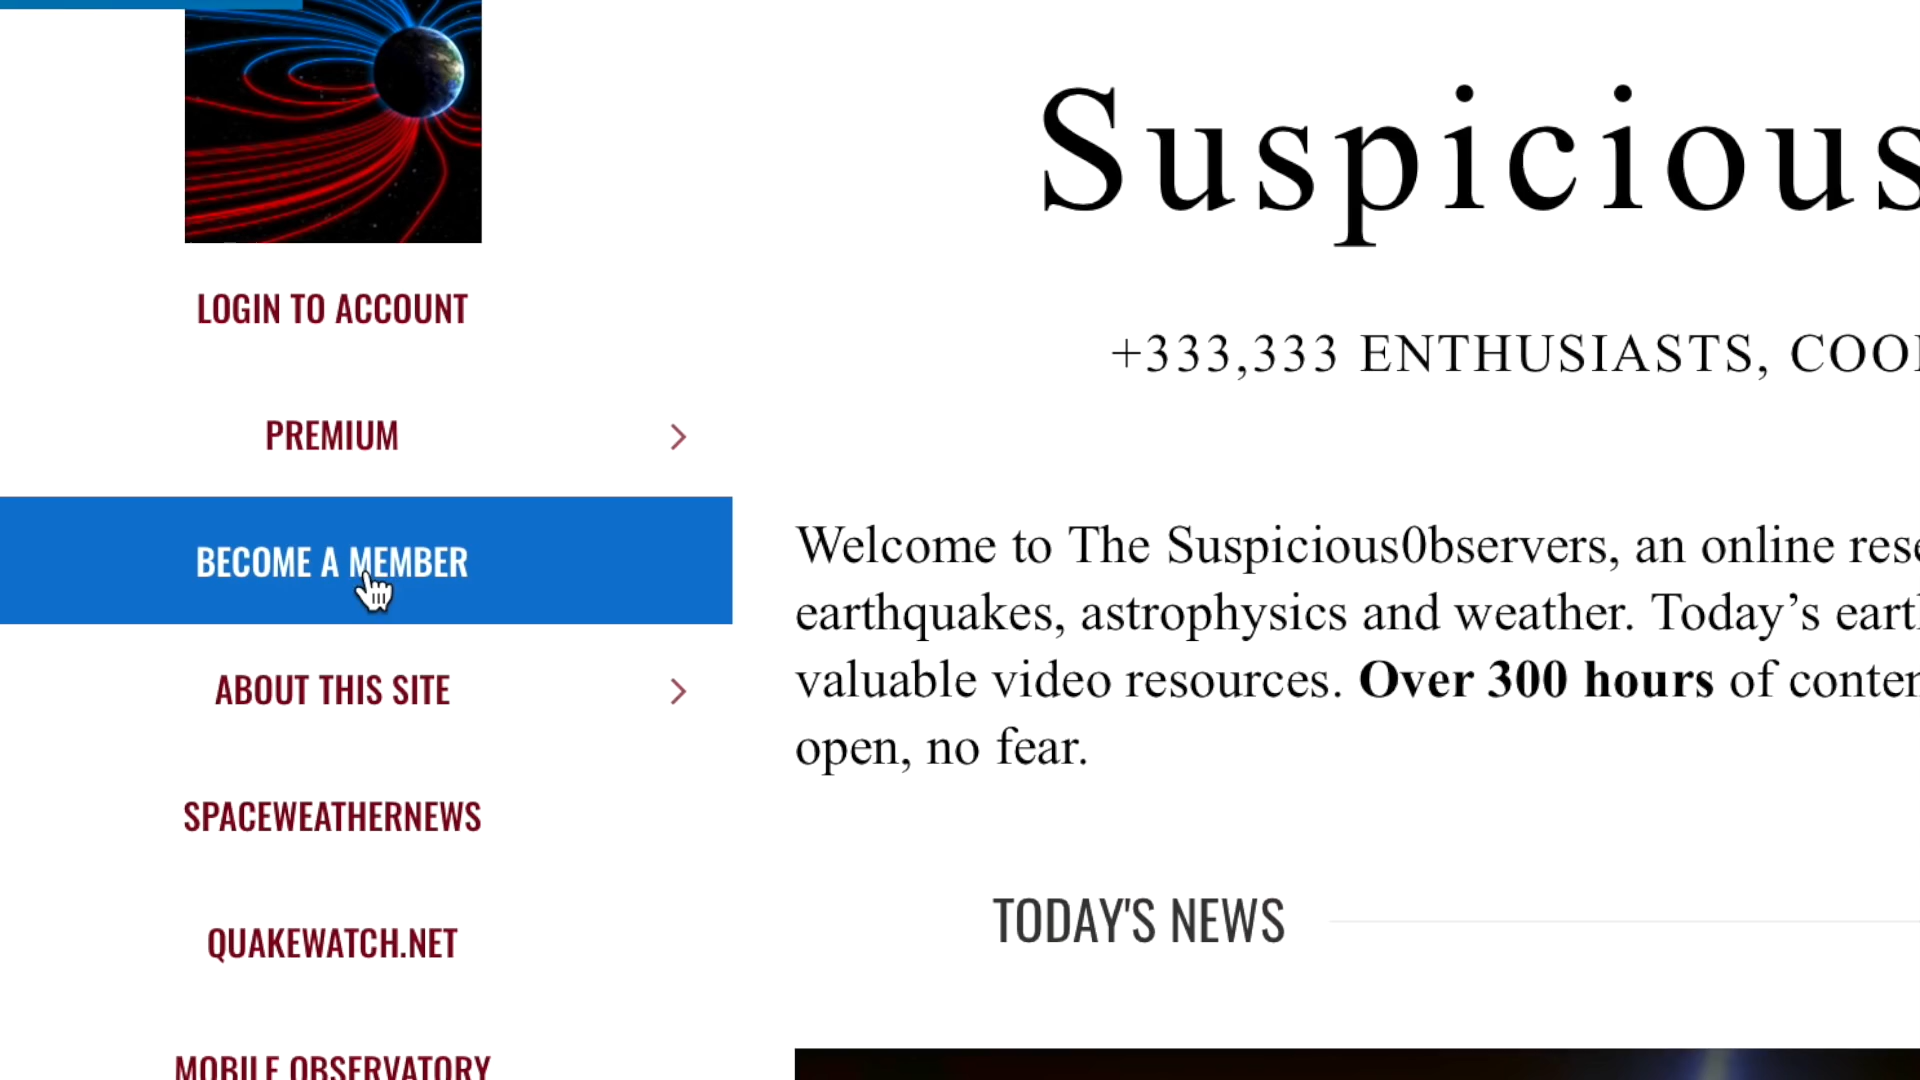 LOGIN TO ACCOUNT
PREMIUM
BECOME A MEMBER
ABOUT THIS SITE
SPACEWEATHERNEWS
QUAKEWATCH.NET
MOBILE OBSERVATORY
Suspicious
+333,333 ENTHUSIASTS,
Welcome to The Suspicious0bservers, an online
earthquakes, astrophysics and weather. Today’s
valuable video resources. Over 300 hours of
open, no fear.
TODAY'S NEWS